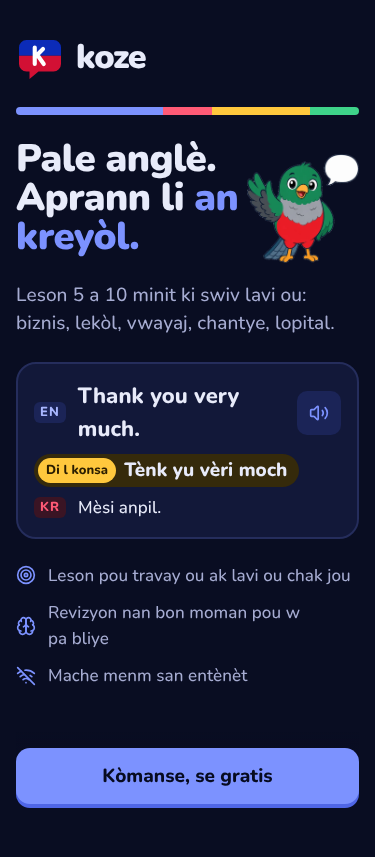 K koze
Pale anglè.
Aprann li an
kreyòl.
Leson 5 a 10 minit ki swiv lavi ou:
biznis, lekòl, vwayaj, chantye, lopital.
EN Thank you very
much.
Di l konsa Tènk yu vèri moch
KR Mèsi anpil.
Leson pou travay ou ak lavi ou chak jou
Revizyon nan bon moman pou w
pa bliye
Mache menm san entènèt
Kòmanse, se gratis